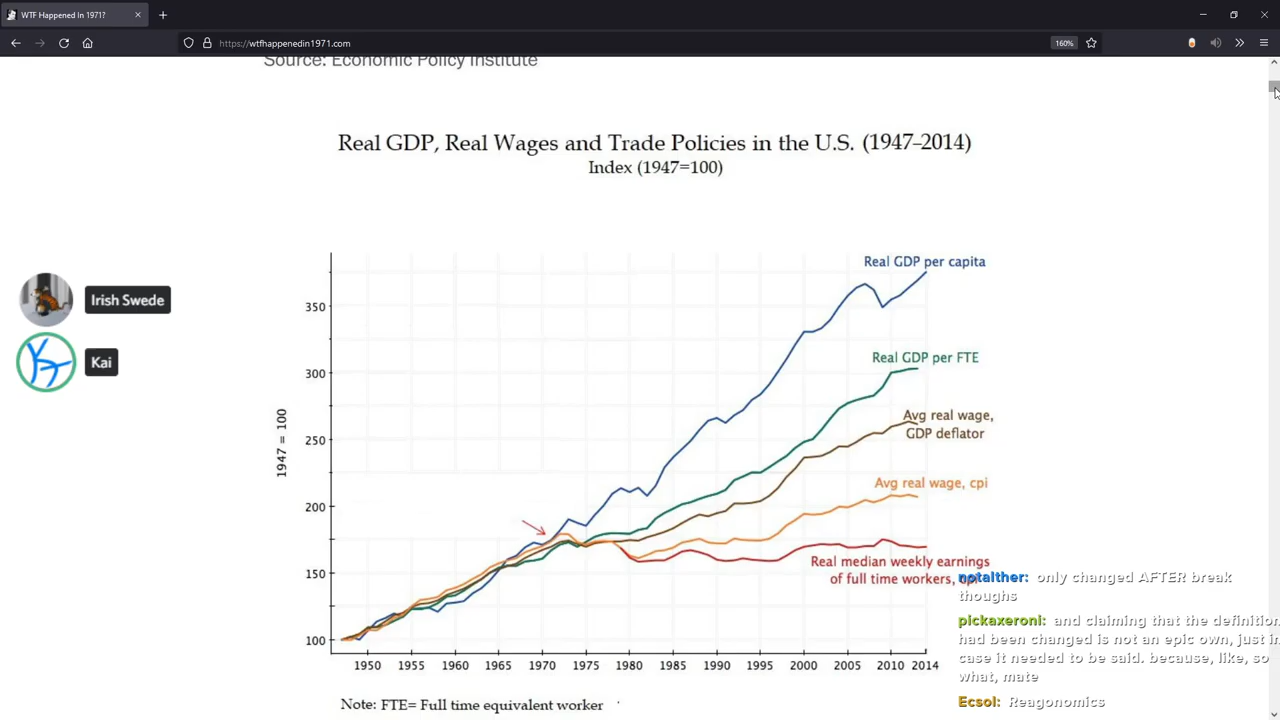 WTF Happened In 1971?
https://wtfhappenedin1971.com
160%
Source: Economic Policy Institute
Real GDP, Real Wages and Trade Policies in the U.S. (1947–2014)
Index (1947=100)
Irish Swede
Kai
1947 = 100
350
300
250
200
150
100
Real GDP per capita
Real GDP per FTE
Avg real wage,
GDP deflator
Avg real wage, cpi
Real median weekly earnings
of full time workers, cpi
1950 1955 1960 1965 1970 1975 1980 1985 1990 1995 2000 2005 2010 2014
Note: FTE= Full time equivalent worker
notalther: only changed AFTER break
thoughs
pickaxeroni: and claiming that the definition
had been changed is not an epic own, just in
case it needed to be said. because, like, so
what, mate
Ecsol: Reagonomics